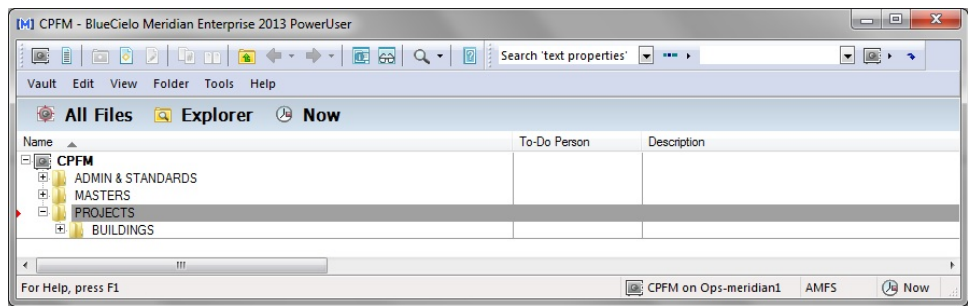 [M] CPFM - BlueCielo Meridian Enterprise 2013 PowerUser
Search 'text properties'
Vault Edit View Folder Tools Help
All Files Explorer Now
Name To-Do Person Description
CPFM
ADMIN & STANDARDS
MASTERS
PROJECTS
BUILDINGS
For Help, press F1 CPFM on Ops-meridian1 AMFS Now